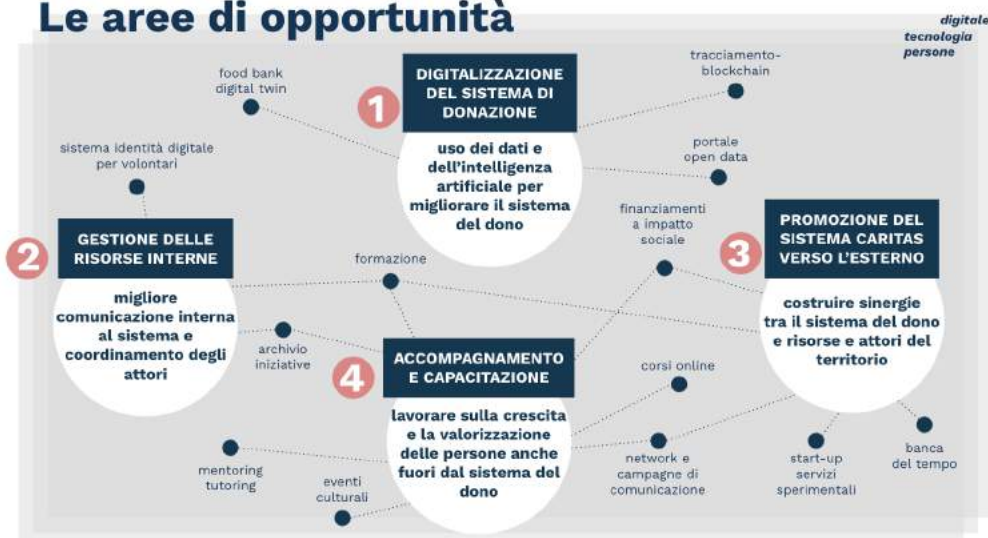 Le aree di opportunità
digitale
tecnologia
persone
food bank
digital twin
1
DIGITALIZZAZIONE
DEL SISTEMA DI
DONAZIONE
uso dei dati e
dell'intelligenza
artificiale per
migliorare il sistema
del dono
tracciamento-
blockchain
portale
open data
sistema identità digitale
per volontari
2
GESTIONE DELLE
RISORSE INTERNE
migliore
comunicazione interna
al sistema e
coordinamento degli
attori
formazione
archivio
iniziative
finanziamenti
a impatto
sociale
3
PROMOZIONE DEL
SISTEMA CARITAS
VERSO L'ESTERNO
costruire sinergie
tra il sistema del dono
e risorse e attori del
territorio
4
ACCOMPAGNAMENTO
E CAPACITAZIONE
lavorare sulla crescita
e la valorizzazione
delle persone anche
fuori dal sistema del
dono
corsi online
mentoring
tutoring
eventi
culturali
network e
campagne di
comunicazione
start-up
servizi
sperimentali
banca
del tempo